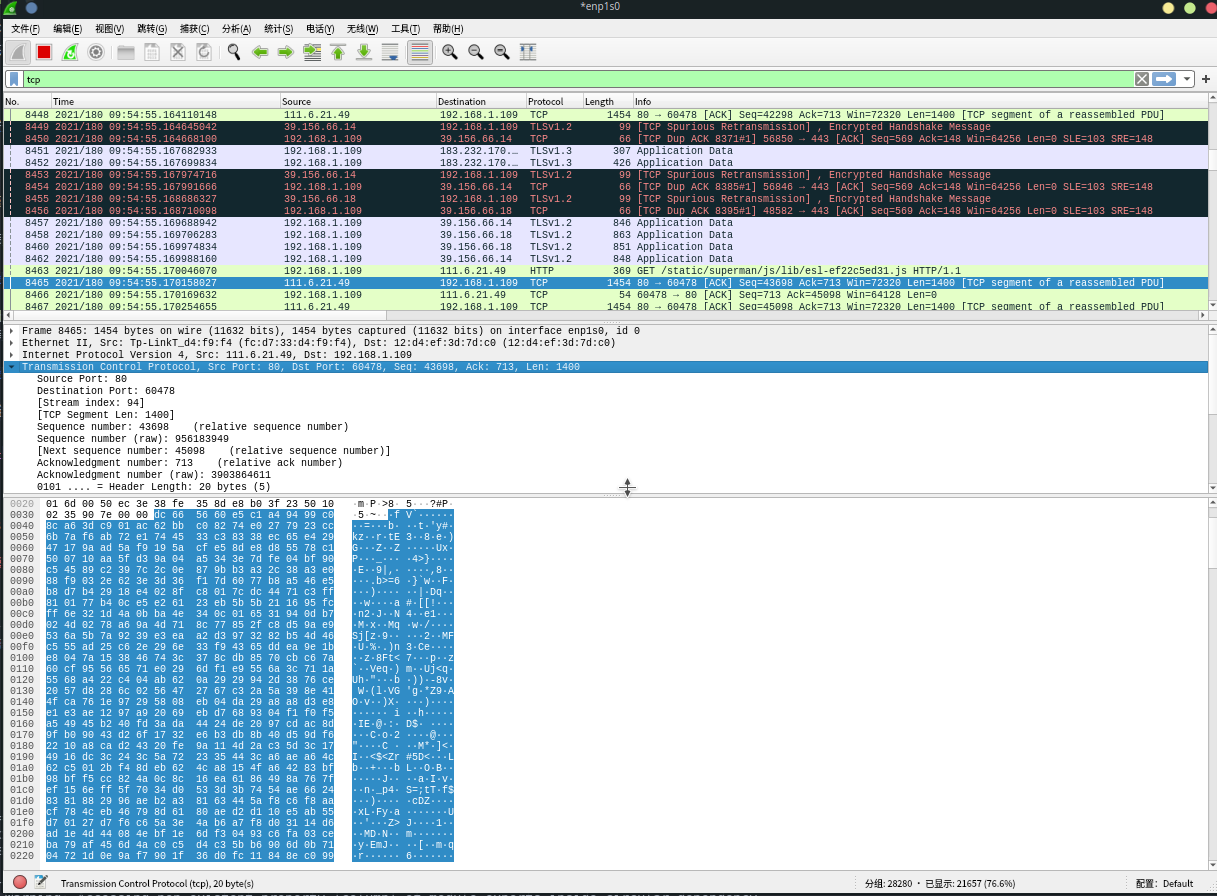 *enp1s0
文件(F) 编辑(E) 视图(V) 跳转(G) 捕获(C) 分析(A) 统计(S) 电话(Y) 无线(W) 工具(T) 帮助(H)
tcp
No. Time Source Destination Protocol Length Info
8448 2021/180 09:54:55.164110148 111.6.21.49 192.168.1.109 TCP 1454 80 → 60478 [ACK] Seq=42298 Ack=713 Win=72320 Len=1400 [TCP segment of a reassembled PDU]
8449 2021/180 09:54:55.164645042 39.156.66.14 192.168.1.109 TLSv1.2 99 [TCP Spurious Retransmission] , Encrypted Handshake Message
8450 2021/180 09:54:55.164668100 192.168.1.109 39.156.66.14 TCP 66 [TCP Dup ACK 8371#1] 56850 → 443 [ACK] Seq=569 Ack=148 Win=64256 Len=0 SLE=103 SRE=148
8451 2021/180 09:54:55.167682933 192.168.1.109 183.232.170.… TLSv1.3 307 Application Data
8452 2021/180 09:54:55.167699834 192.168.1.109 183.232.170.… TLSv1.3 426 Application Data
8453 2021/180 09:54:55.167974716 39.156.66.14 192.168.1.109 TLSv1.2 99 [TCP Spurious Retransmission] , Encrypted Handshake Message
8454 2021/180 09:54:55.167991666 192.168.1.109 39.156.66.14 TCP 66 [TCP Dup ACK 8385#1] 56846 → 443 [ACK] Seq=569 Ack=148 Win=64256 Len=0 SLE=103 SRE=148
8455 2021/180 09:54:55.168686327 39.156.66.18 192.168.1.109 TLSv1.2 99 [TCP Spurious Retransmission] , Encrypted Handshake Message
8456 2021/180 09:54:55.168710098 192.168.1.109 39.156.66.18 TCP 66 [TCP Dup ACK 8395#1] 48582 → 443 [ACK] Seq=569 Ack=148 Win=64256 Len=0 SLE=103 SRE=148
8457 2021/180 09:54:55.169688942 192.168.1.109 39.156.66.14 TLSv1.2 846 Application Data
8458 2021/180 09:54:55.169706283 192.168.1.109 39.156.66.14 TLSv1.2 863 Application Data
8460 2021/180 09:54:55.169974834 192.168.1.109 39.156.66.18 TLSv1.2 851 Application Data
8462 2021/180 09:54:55.169988160 192.168.1.109 39.156.66.14 TLSv1.2 848 Application Data
8463 2021/180 09:54:55.170046070 192.168.1.109 111.6.21.49 HTTP 369 GET /static/superman/js/lib/esl-ef22c5ed31.js HTTP/1.1
8465 2021/180 09:54:55.170158027 111.6.21.49 192.168.1.109 TCP 1454 80 → 60478 [ACK] Seq=43698 Ack=713 Win=72320 Len=1400 [TCP segment of a reassembled PDU]
8466 2021/180 09:54:55.170169632 192.168.1.109 111.6.21.49 TCP 54 60478 → 80 [ACK] Seq=713 Ack=45098 Win=64128 Len=0
8467 2021/180 09:54:55.170254655 111.6.21.49 192.168.1.109 TCP 1454 80 → 60478 [ACK] Seq=45098 Ack=713 Win=72320 Len=1400 [TCP segment of a reassembled PDU]
Frame 8465: 1454 bytes on wire (11632 bits), 1454 bytes captured (11632 bits) on interface enp1s0, id 0
Ethernet II, Src: Tp-LinkT_d4:f9:f4 (fc:d7:33:d4:f9:f4), Dst: 12:d4:ef:3d:7d:c0 (12:d4:ef:3d:7d:c0)
Internet Protocol Version 4, Src: 111.6.21.49, Dst: 192.168.1.109
Transmission Control Protocol, Src Port: 80, Dst Port: 60478, Seq: 43698, Ack: 713, Len: 1400
Source Port: 80
Destination Port: 60478
[Stream index: 94]
[TCP Segment Len: 1400]
Sequence number: 43698 (relative sequence number)
Sequence number (raw): 956183949
[Next sequence number: 45098 (relative sequence number)]
Acknowledgment number: 713 (relative ack number)
Acknowledgment number (raw): 3903864611
0101 .... = Header Length: 20 bytes (5)
0020 01 6d 00 50 ec 3e 38 fe 35 8d e8 b0 3f 23 50 10
0030 02 35 90 7e 00 00 dc 66 56 60 e5 c1 a4 94 99 c0
0040 8c a6 3d c9 01 ac 62 bb c0 82 74 e0 27 79 23 cc
0050 6b 7a f6 ab 72 e1 74 45 33 c3 83 38 ec 65 e4 29
0060 47 17 9a ad 5a f9 19 5a cf e5 8d e8 d8 55 78 c1
0070 50 07 10 aa 5f d3 9a 04 a5 34 3e 7d fe 04 bf 90
0080 c5 45 89 c2 39 7c 2c 0e 87 9b b3 a3 2c 38 a3 e0
0090 88 f9 03 2e 62 3e 3d 36 f1 7d 60 77 b8 a5 46 e5
00a0 b8 d7 b4 29 18 e4 02 8f c8 01 7c dc 44 71 c3 ff
00b0 81 01 77 b4 0c e5 e2 61 23 eb 5b 5b 21 16 95 fc
00c0 ff 6e 32 1d 4a 0b ba 4e 34 0c 01 65 31 94 0d b7
00d0 02 4d 02 78 a6 9a 4d 71 8c 77 85 2f c8 d5 9a e9
00e0 53 6a 5b 7a 92 39 e3 ea a2 d3 97 32 82 b5 4d 46
00f0 c5 55 ad 25 c6 2e 29 6e 33 f9 43 65 dd ea 9e 1b
0100 e8 04 7a 15 38 46 74 3c 37 8c db 85 70 cb c6 7a
0110 60 cf 95 56 65 71 e0 29 6d f1 e9 55 6a 3c 71 1a
0120 55 68 a4 22 c4 04 ab 62 0a 29 29 94 2d 38 76 ce
0130 20 57 d8 28 6c 02 56 47 27 67 c3 2a 5a 39 8e 41
0140 4f ca 76 1e 97 29 58 08 eb 04 da 29 a8 a8 d3 e8
0150 e1 e3 ae 12 97 a9 20 69 eb d7 68 93 04 f1 f0 f5
0160 a5 49 45 b2 40 fd 3a da 44 24 de 20 97 cd ac 8d
0170 9f b0 90 43 d2 6f 17 32 e6 b3 db 8b 40 d5 9d f6
0180 22 10 a8 ca d2 43 20 fe 9a 11 4d 2a c3 5d 3c 17
0190 49 16 dc 3c 24 3c 5a 72 23 35 44 3c a6 ae a6 4c
01a0 62 c5 01 2b f4 8d eb 62 4c a8 15 4f a6 42 83 bf
01b0 98 bf f5 cc 82 4a 0c 8c 16 ea 61 86 49 8a 76 7f
01c0 ef 15 6e ff 5f 70 34 d0 53 3d 3b 74 54 ae 66 24
01d0 83 81 88 29 96 ae b2 a3 81 63 44 5a f8 c6 f8 aa
01e0 cf 78 4c eb 46 79 8d 61 80 ae d2 d1 10 e5 ab 55
01f0 d7 01 27 d7 f6 c6 5a 3e 4a b6 a7 f8 d0 31 14 d6
0200 ad 1e 4d 44 08 4e bf 1e 6d f3 04 93 c6 fa 03 ce
0210 ba 79 af 45 6d 4a c0 c5 d4 c3 5b b6 90 6d 0b 71
0220 04 72 1d 0e 9a f7 90 1f 36 d0 fc 11 84 8e c0 99
Transmission Control Protocol (tcp), 20 byte(s)
分组: 28280 · 已显示: 21657 (76.6%)
配置: Default